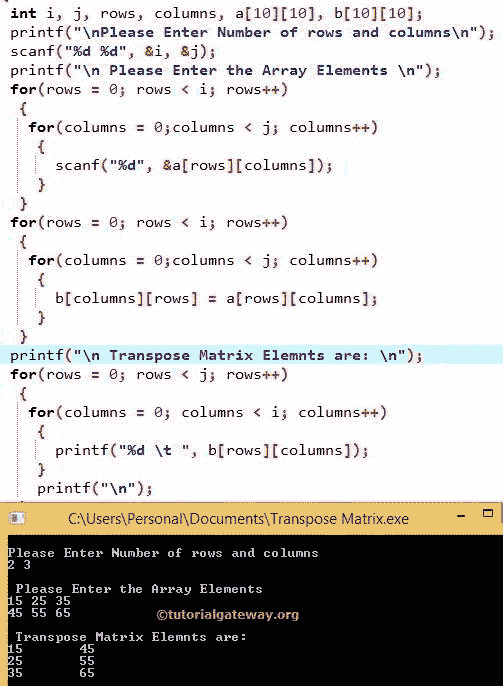 int i, j, rows, columns, a[10][10], b[10][10];
printf("\nPlease Enter Number of rows and columns\n");
scanf("%d %d", &i, &j);
printf("\n Please Enter the Array Elements \n");
for(rows = 0; rows < i; rows++)
{
for(columns = 0;columns < j; columns++)
{
scanf("%d", &a[rows][columns]);
}
}
for(rows = 0; rows < i; rows++)
{
for(columns = 0;columns < j; columns++)
{
b[columns][rows] = a[rows][columns];
}
}
printf("\n Transpose Matrix Elemnts are: \n");
for(rows = 0; rows < j; rows++)
{
for(columns = 0; columns < i; columns++)
{
printf("%d \t ", b[rows][columns]);
}
printf("\n");
C:\Users\Personal\Documents\Transpose Matrix.exe
Please Enter Number of rows and columns
2 3
Please Enter the Array Elements
15 25 35
45 55 65
©tutorialgateway.org
Transpose Matrix Elemnts are:
15 45
25 55
35 65